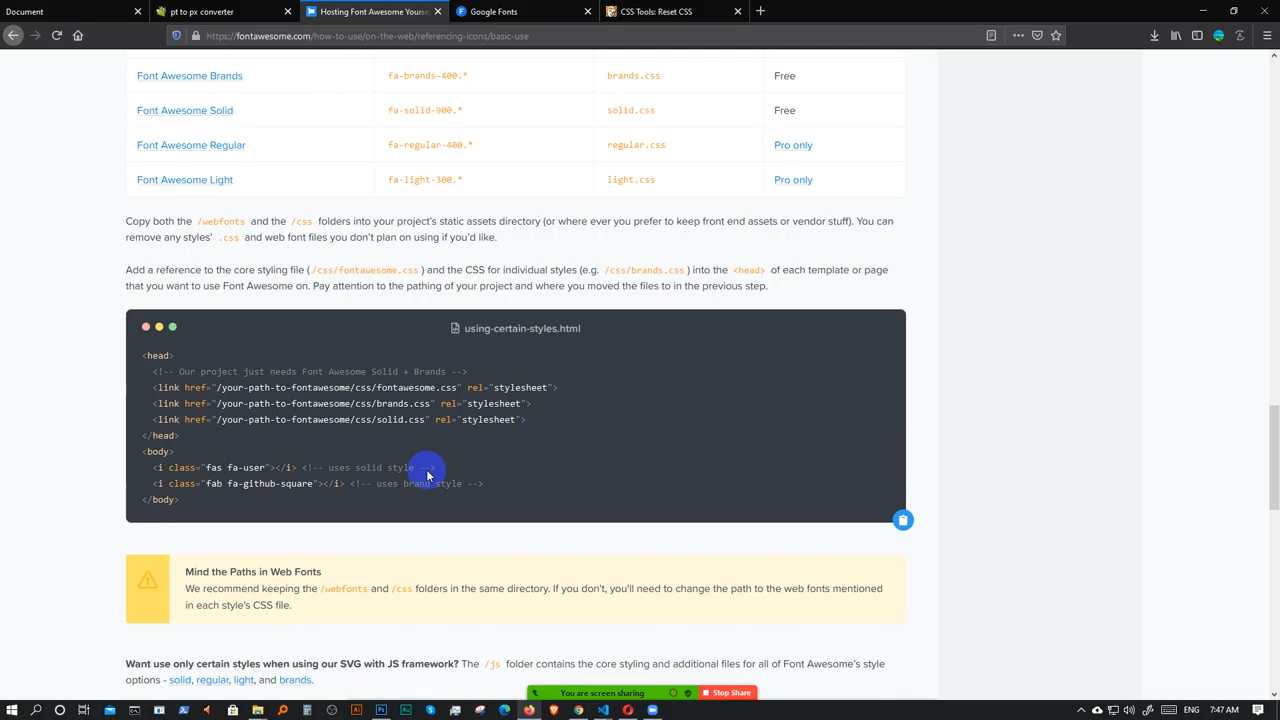 Document
pt to px converter
Hosting Font Awesome Yourse
Google Fonts
CSS Tools: Reset CSS
https://fontawesome.com/how-to-use/on-the-web/referencing-icons/basic-use
Font Awesome Brands fa-brands-400.* brands.css Free
Font Awesome Solid fa-solid-900.* solid.css Free
Font Awesome Regular fa-regular-400.* regular.css Pro only
Font Awesome Light fa-light-300.* light.css Pro only
Copy both the /webfonts and the /css folders into your project's static assets directory (or where ever you prefer to keep front end assets or vendor stuff). You can
remove any styles' .css and web font files you don't plan on using if you'd like.
Add a reference to the core styling file ( /css/fontawesome.css ) and the CSS for individual styles (e.g. /css/brands.css ) into the <head> of each template or page
that you want to use Font Awesome on. Pay attention to the pathing of your project and where you moved the files to in the previous step.
using-certain-styles.html
<head>
<!-- Our project just needs Font Awesome Solid + Brands -->
<link href="/your-path-to-fontawesome/css/fontawesome.css" rel="stylesheet">
<link href="/your-path-to-fontawesome/css/brands.css" rel="stylesheet">
<link href="/your-path-to-fontawesome/css/solid.css" rel="stylesheet">
</head>
<body>
<i class="fas fa-user"></i> <!-- uses solid style -->
<i class="fab fa-github-square"></i> <!-- uses brand style -->
</body>
Mind the Paths in Web Fonts
We recommend keeping the /webfonts and /css folders in the same directory. If you don't, you'll need to change the path to the web fonts mentioned
in each style's CSS file.
Want use only certain styles when using our SVG with JS framework? The /js folder contains the core styling and additional files for all of Font Awesome's style
options - solid, regular, light, and brands.
You are screen sharing
Stop Share
7:47 AM